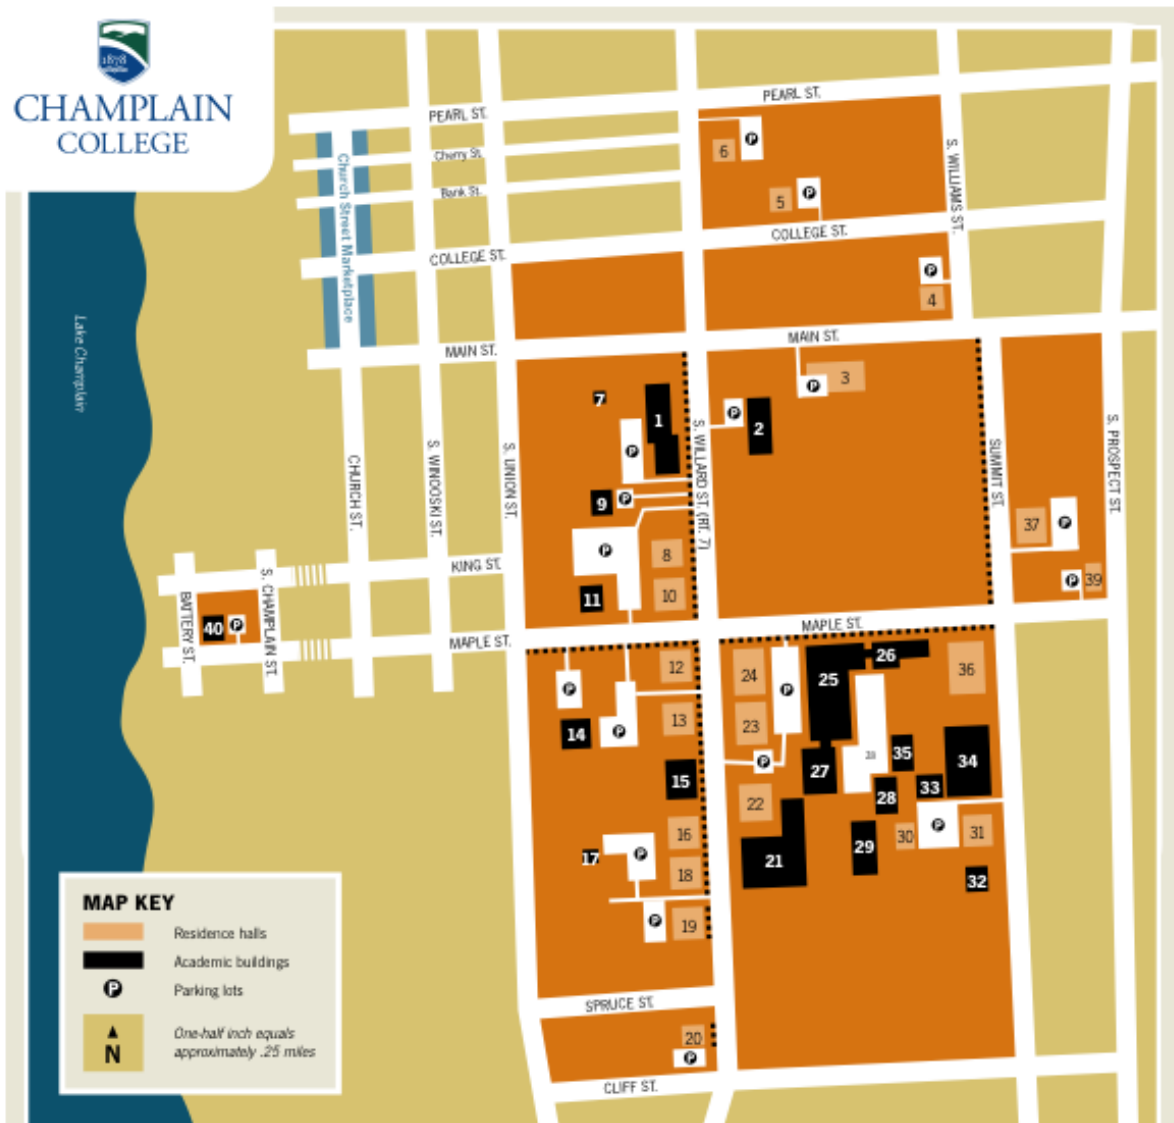 1878
CHAMPLAIN
COLLEGE
PEARL ST.
PEARL ST.
Cherry St.
Bank St.
Church Street Marketplace
COLLEGE ST.
COLLEGE ST.
S. WILLIAMS ST.
MAIN ST.
MAIN ST.
Lake Champlain
CHURCH ST.
S. WINOOSKI ST.
S. UNION ST.
S. WILLARD ST. (RT. 7)
SUMMIT ST.
S. PROSPECT ST.
KING ST.
BATTERY ST.
S. CHAMPLAIN ST.
MAPLE ST.
MAPLE ST.
SPRUCE ST.
CLIFF ST.
6
P
5
P
P
4
3
P
7
1
P
2
P
9
P
P
8
11
10
37
P
P
39
40
P
12
P
13
P
14
15
16
17
P
18
P
19
20
P
24
P
25
26
36
23
P
27
35
34
22
28
33
21
29
30
P
31
32
MAP KEY
Residence halls
Academic buildings
P
Parking lots
N
One-half inch equals
approximately .25 miles